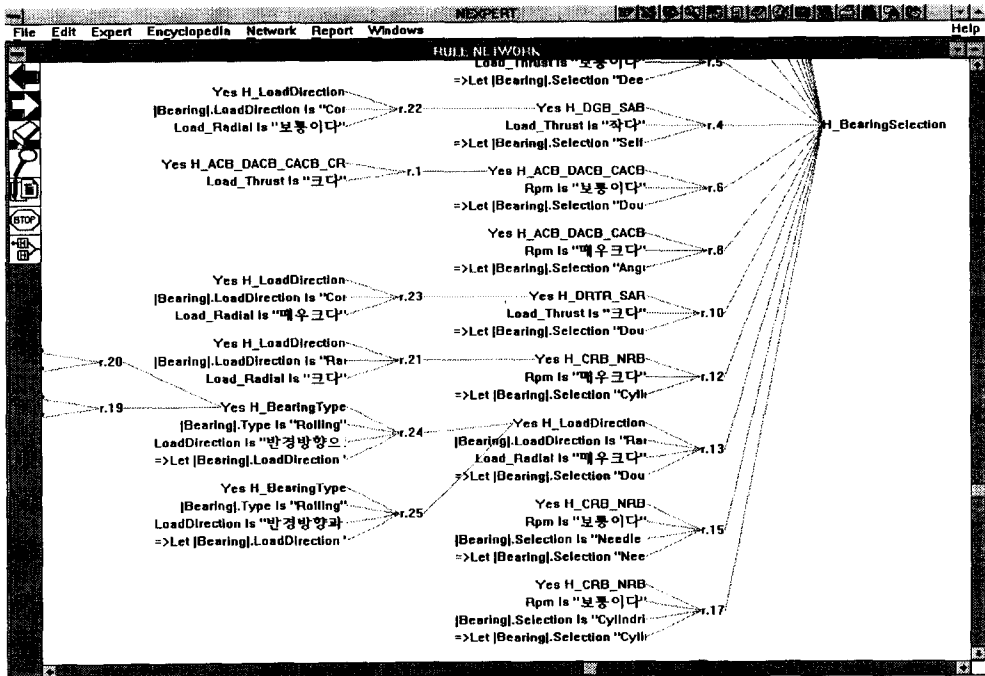 NEXPERT
File Edit Expert Encyclopedia Network Report Windows Help
RULE NETWORK
Load_Thrust Is "보통이다" r.5
=>Let |Bearing|.Selection "Dee
Yes H_LoadDirection
|Bearing|.LoadDirection Is "Cor r.22
Load_Radial Is "보통이다"
Yes H_DGB_SAB
Load_Thrust Is "작다" r.4
=>Let |Bearing|.Selection "Self
H_BearingSelection
Yes H_ACB_DACB_CACB_CR
Load_Thrust Is "크다" r.1
Yes H_ACB_DACB_CACB
Rpm Is "보통이다" r.6
=>Let |Bearing|.Selection "Dou
STOP
Yes H_ACB_DACB_CACB
Rpm Is "매우크다" r.8
=>Let |Bearing|.Selection "Angu
Yes H_LoadDirection
|Bearing|.LoadDirection Is "Cor r.23
Load_Radial Is "매우크다"
Yes H_DRTR_SAR
Load_Thrust Is "크다" r.10
=>Let |Bearing|.Selection "Dou
Yes H_LoadDirection
|Bearing|.LoadDirection Is "Rar r.21
Load_Radial Is "크다"
Yes H_CRB_NRB
Rpm Is "매우크다" r.12
=>Let |Bearing|.Selection "Cyli
r.20
r.19
Yes H_BearingType
|Bearing|.Type Is "Rolling" r.24
LoadDirection Is "반경방향으
=>Let |Bearing|.LoadDirection "
Yes H_LoadDirection
|Bearing|.LoadDirection Is "Rar r.13
Load_Radial Is "매우크다"
=>Let |Bearing|.Selection "Dou
Yes H_BearingType
|Bearing|.Type Is "Rolling" r.25
LoadDirection Is "반경방향과
=>Let |Bearing|.LoadDirection "
Yes H_CRB_NRB
Rpm Is "보통이다" r.15
|Bearing|.Selection Is "Needle
=>Let |Bearing|.Selection "Nee
Yes H_CRB_NRB
Rpm Is "보통이다" r.17
|Bearing|.Selection Is "Cylindri
=>Let |Bearing|.Selection "Cyli